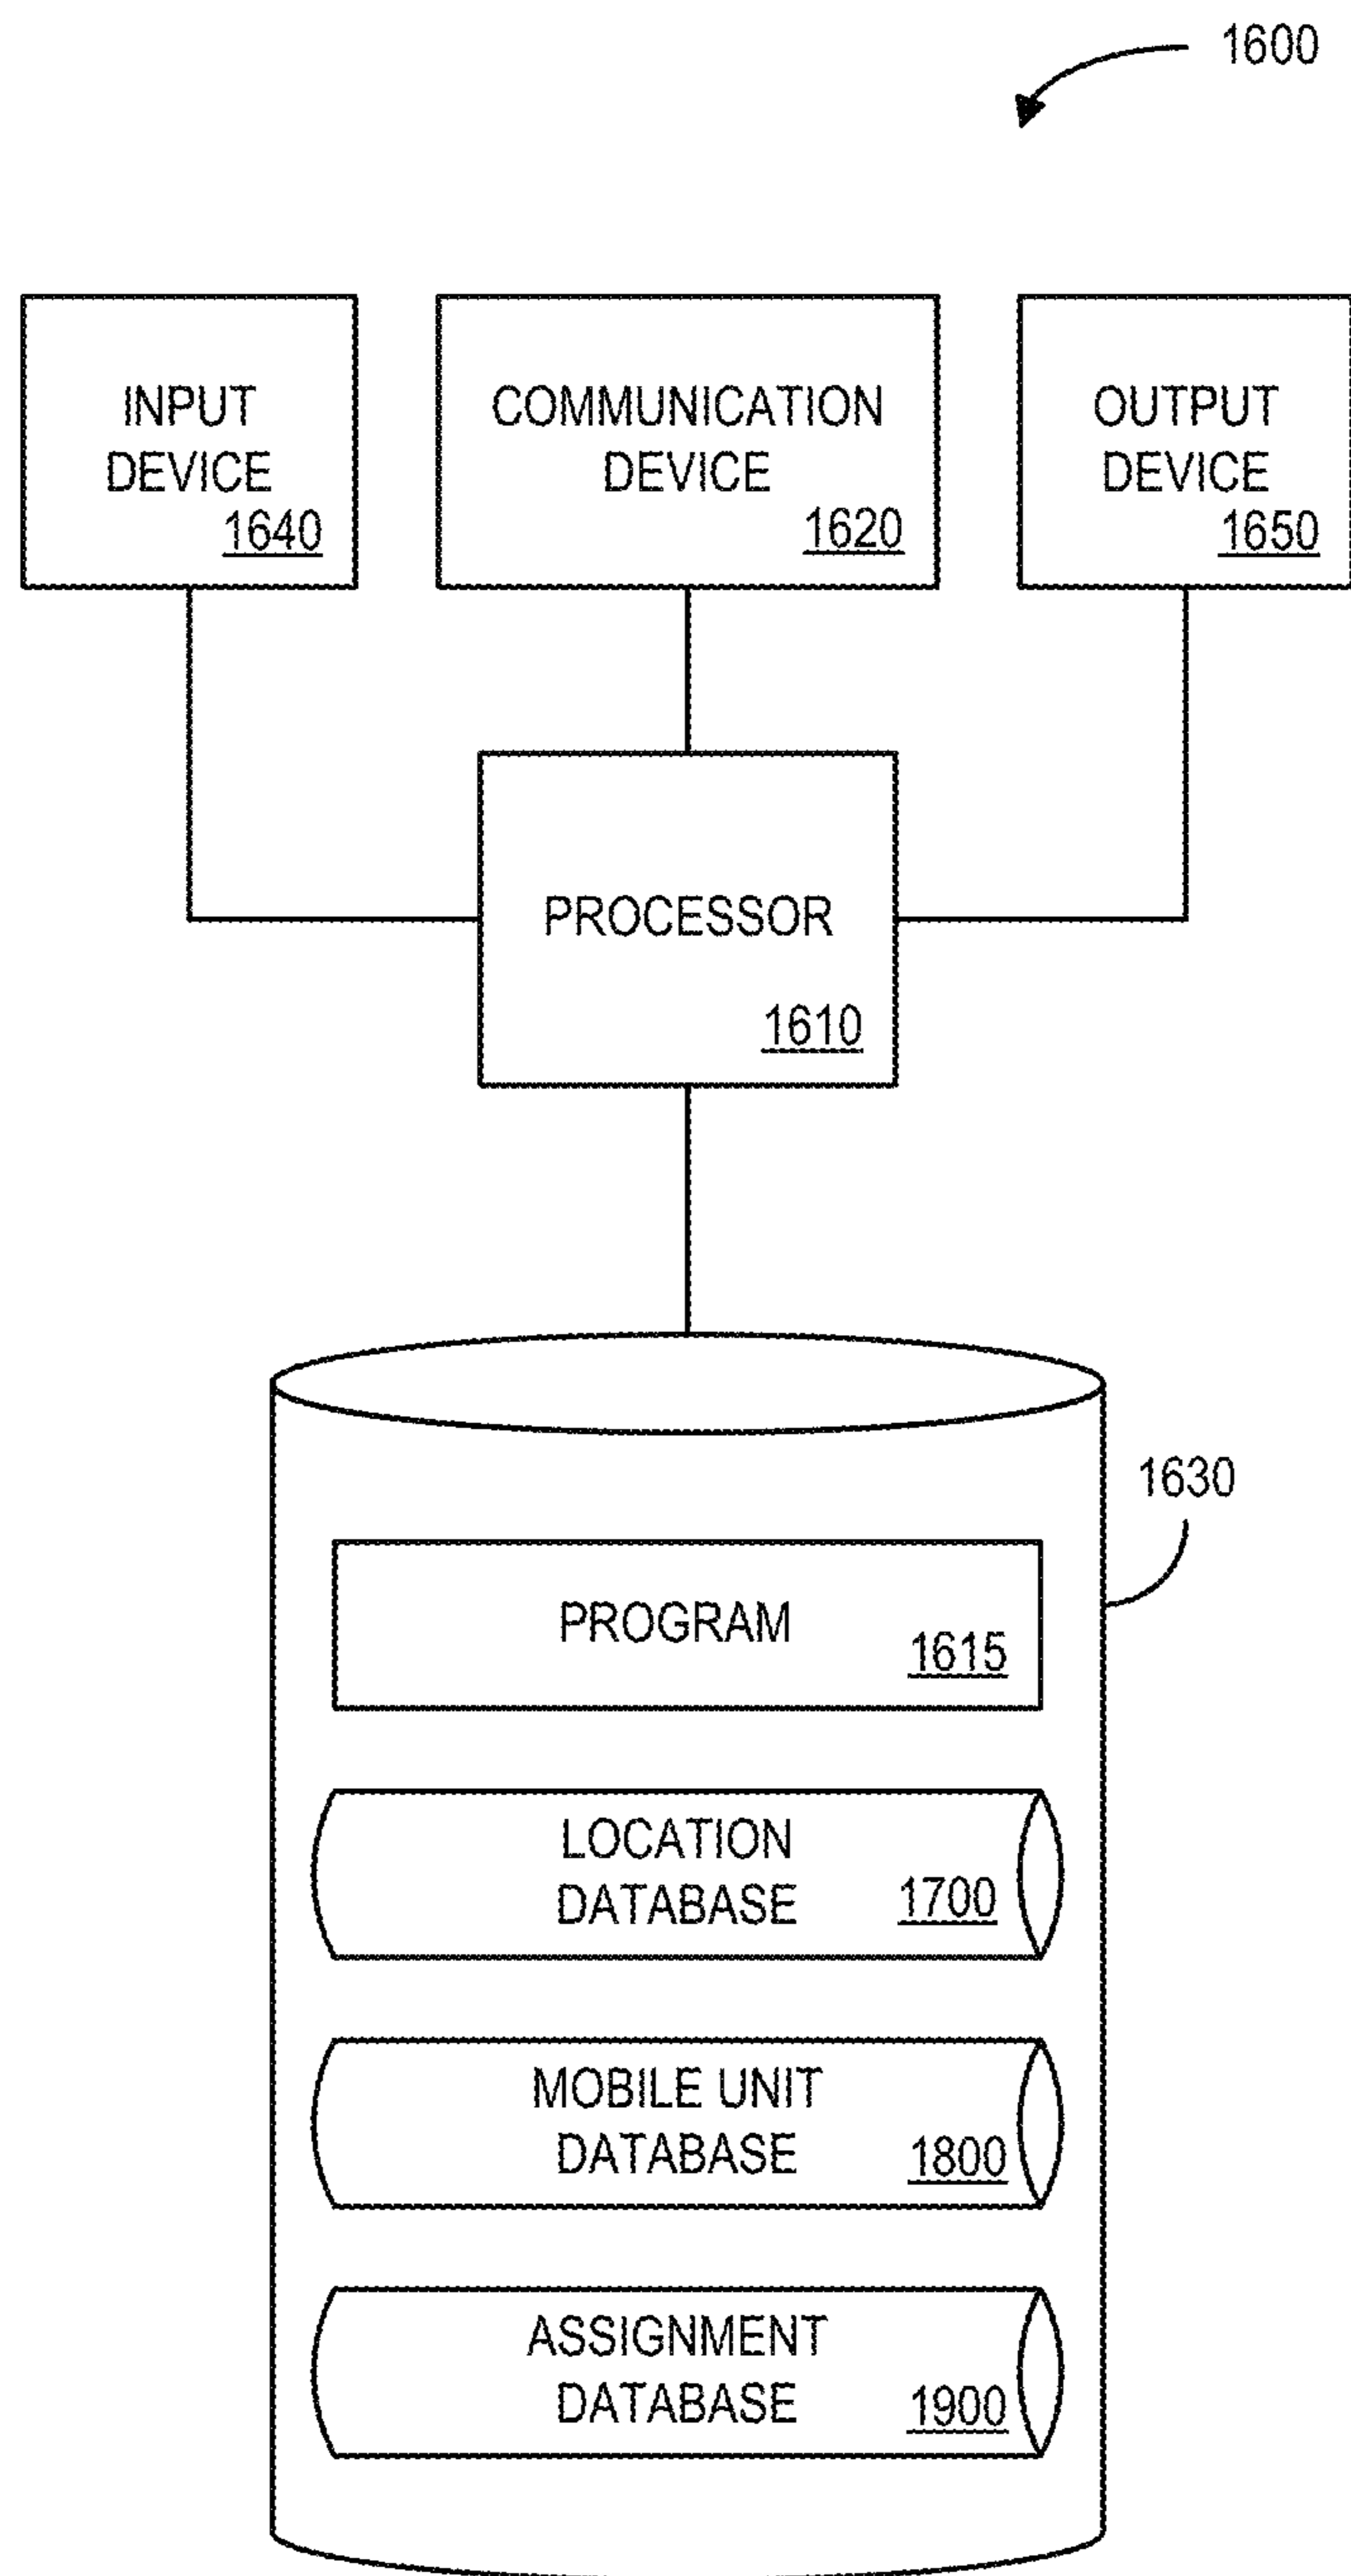 1600
INPUT
DEVICE
1640
COMMUNICATION
DEVICE
1620
OUTPUT
DEVICE
1650
PROCESSOR
1610
1630
PROGRAM
1615
LOCATION
DATABASE
1700
MOBILE UNIT
DATABASE
1800
ASSIGNMENT
DATABASE
1900